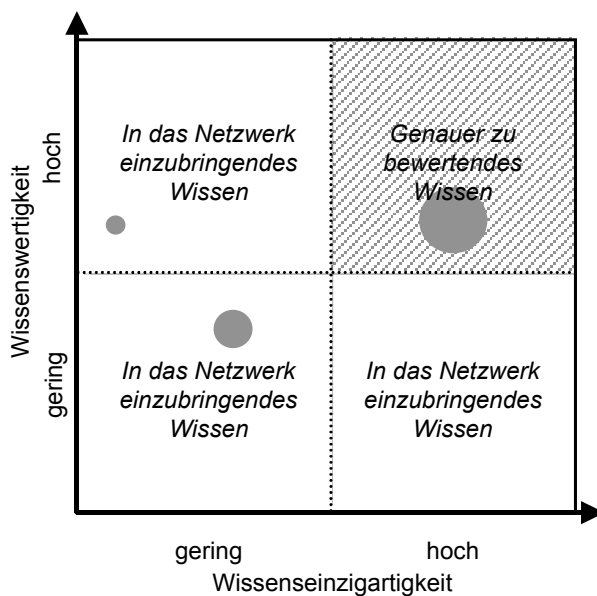 In das Netzwerk
einzubringendes
Wissen
Genauer zu
bewertendes
Wissen
Wissenswertigkeit
hoch
gering
In das Netzwerk
einzubringendes
Wissen
In das Netzwerk
einzubringendes
Wissen
gering
hoch
Wissenseinzigartigkeit